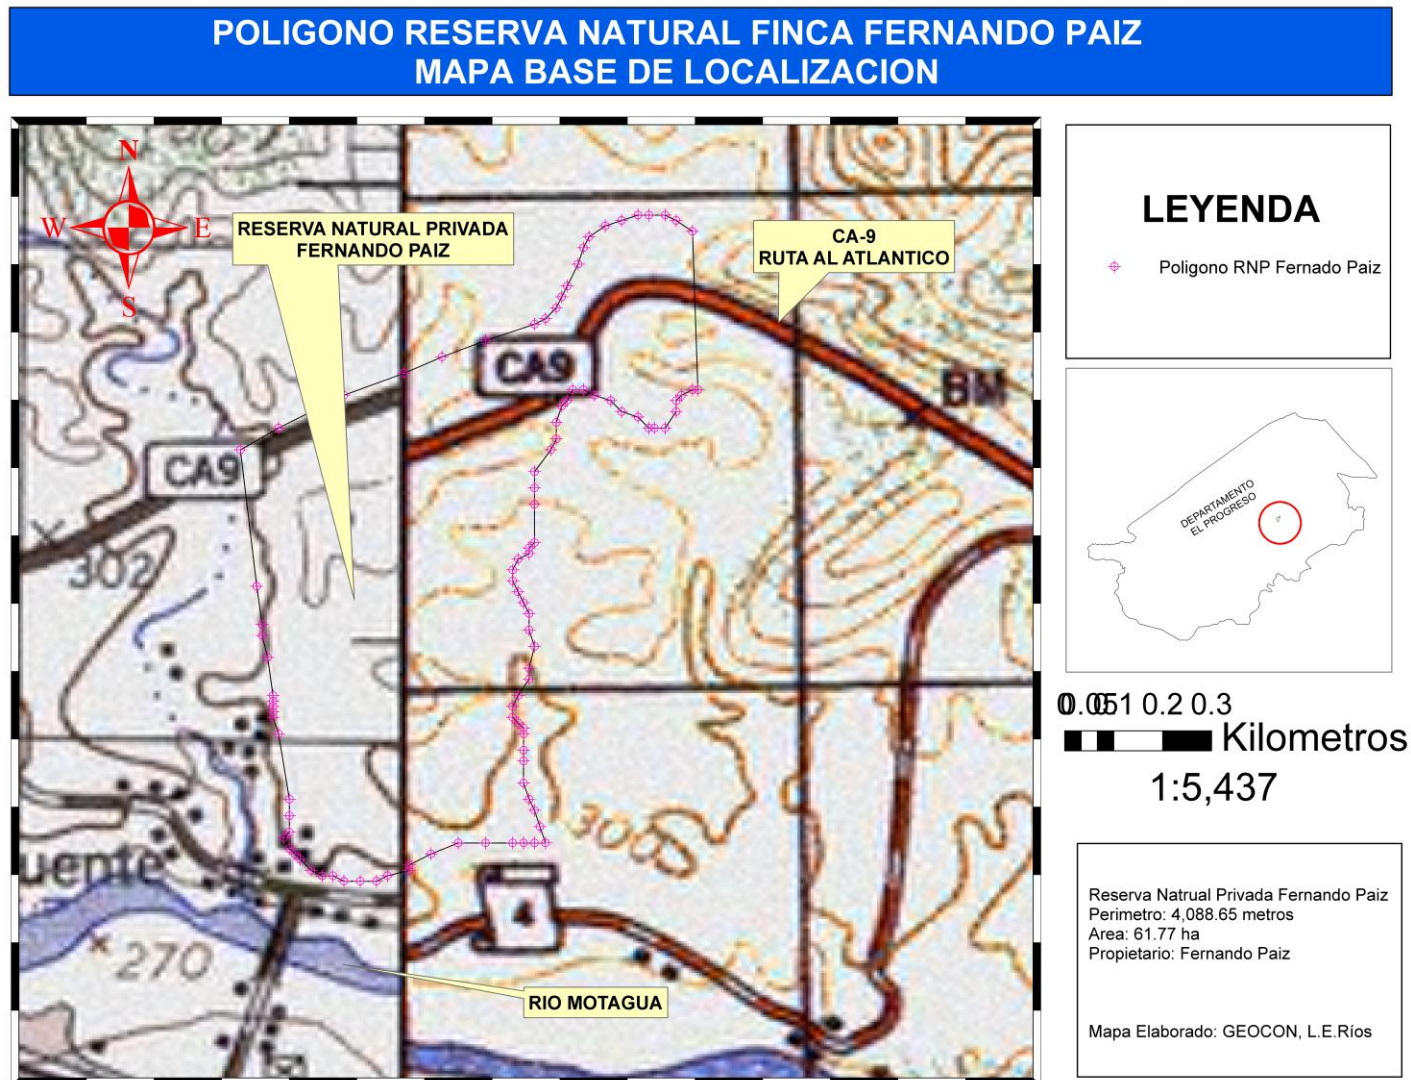 POLIGONO RESERVA NATURAL FINCA FERNANDO PAIZ
MAPA BASE DE LOCALIZACION
N
W
E
S
RESERVA NATURAL PRIVADA
FERNANDO PAIZ
CA-9
RUTA AL ATLANTICO
CA9
BM
CA9
302
300
uente
4
270
RIO MOTAGUA
LEYENDA
Poligono RNP Fernado Paiz
DEPARTAMENTO
EL PROGRESO
0.2 0.3
Kilometros
1:5,437
Reserva Natrual Privada Fernando Paiz
Perimetro: 4,088.65 metros
Area: 61.77 ha
Propietario: Fernando Paiz
Mapa Elaborado: GEOCON, L.E.Ríos